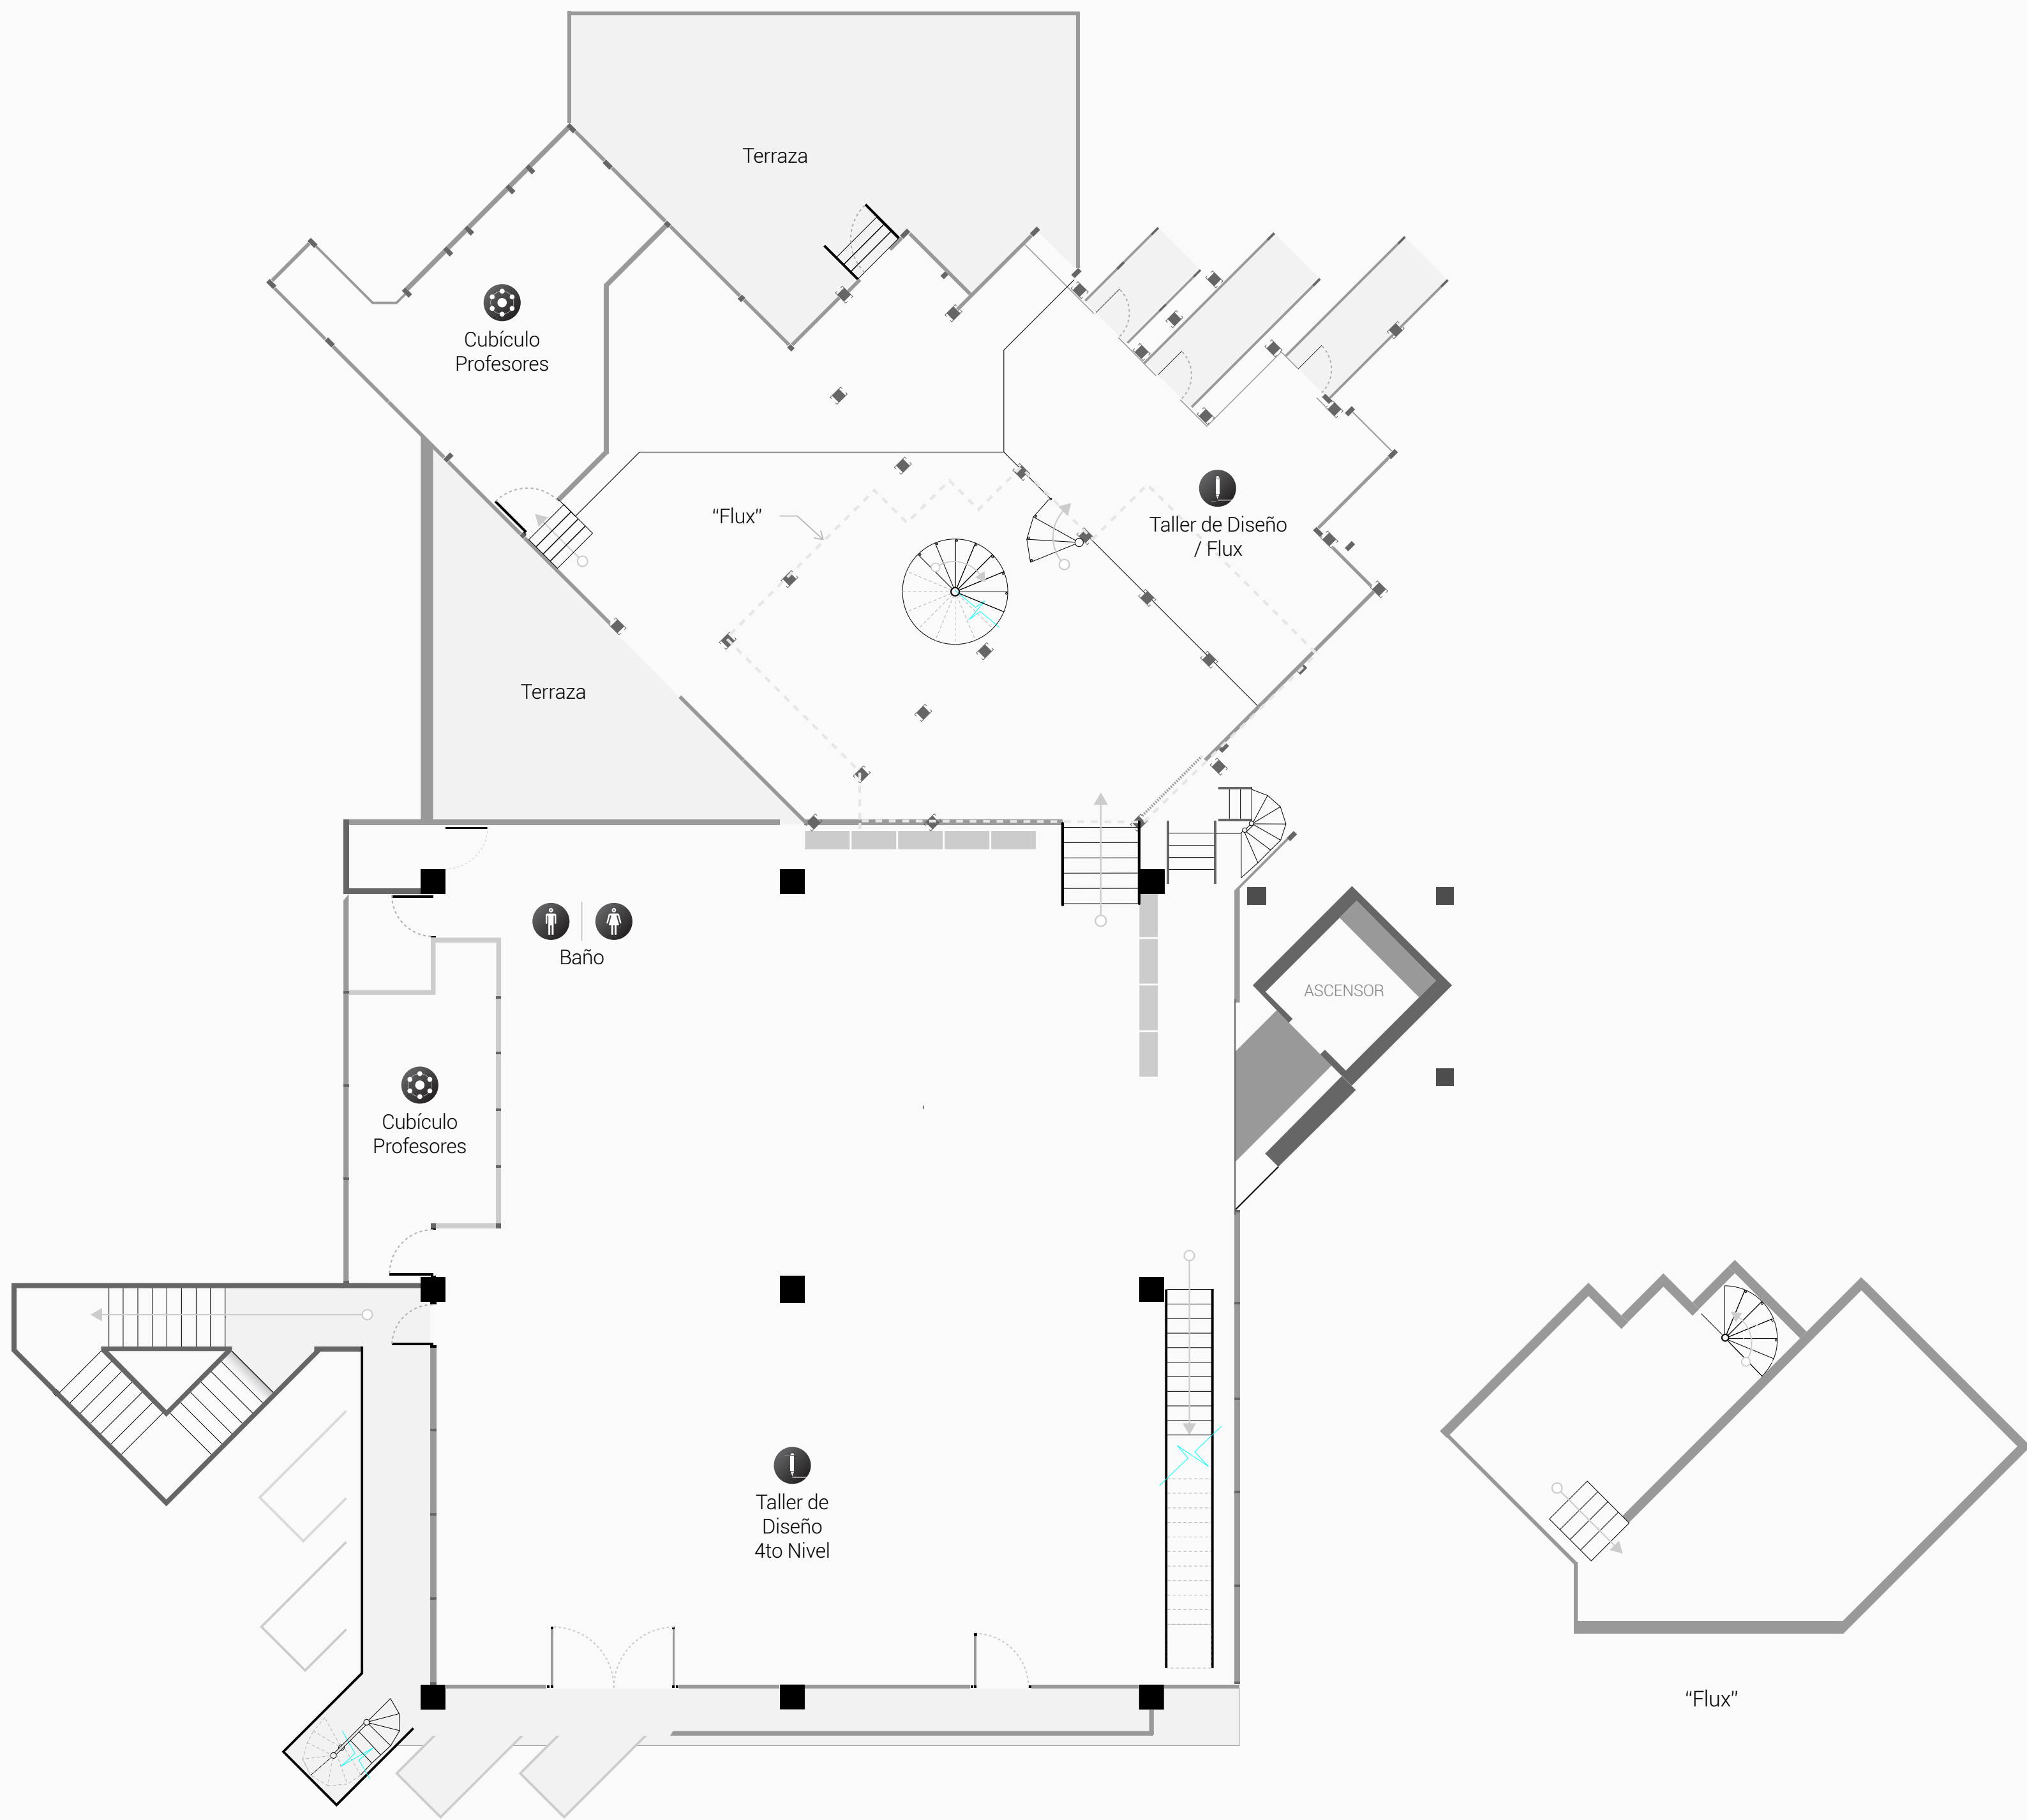 Terraza
Cubículo
Profesores
“Flux”
Taller de Diseño
/ Flux
Terraza
Baño
ASCENSOR
Cubículo
Profesores
Taller de
Diseño
4to Nivel
“Flux”